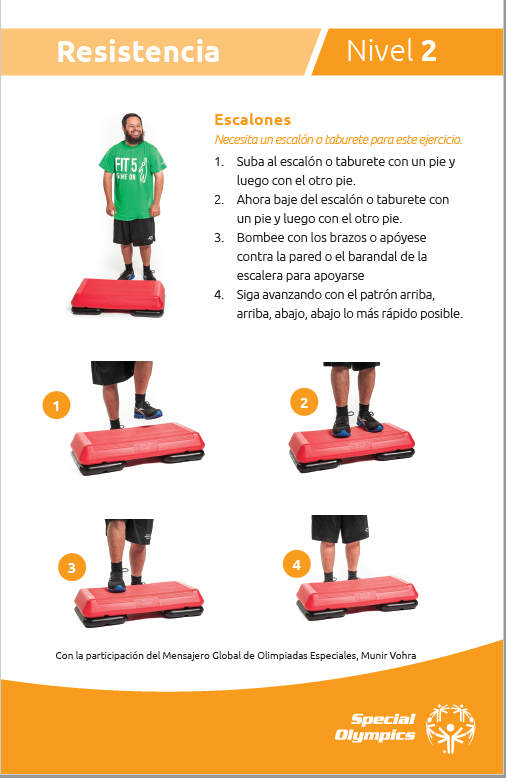 Resistencia
Nivel 2
Escalones
Necesita un escalón o taburete para este ejercicio.
1. Suba al escalón o taburete con un pie y
luego con el otro pie.
2. Ahora baje del escalón o taburete con
un pie y luego con el otro pie.
3. Bombee con los brazos o apóyese
contra la pared o el barandal de la
escalera para apoyarse
4. Siga avanzando con el patrón arriba,
arriba, abajo, abajo lo más rápido posible.
FIT 5
GAME ON
1
2
3
4
Con la participación del Mensajero Global de Olimpiadas Especiales, Munir Vohra
Special
Olympics